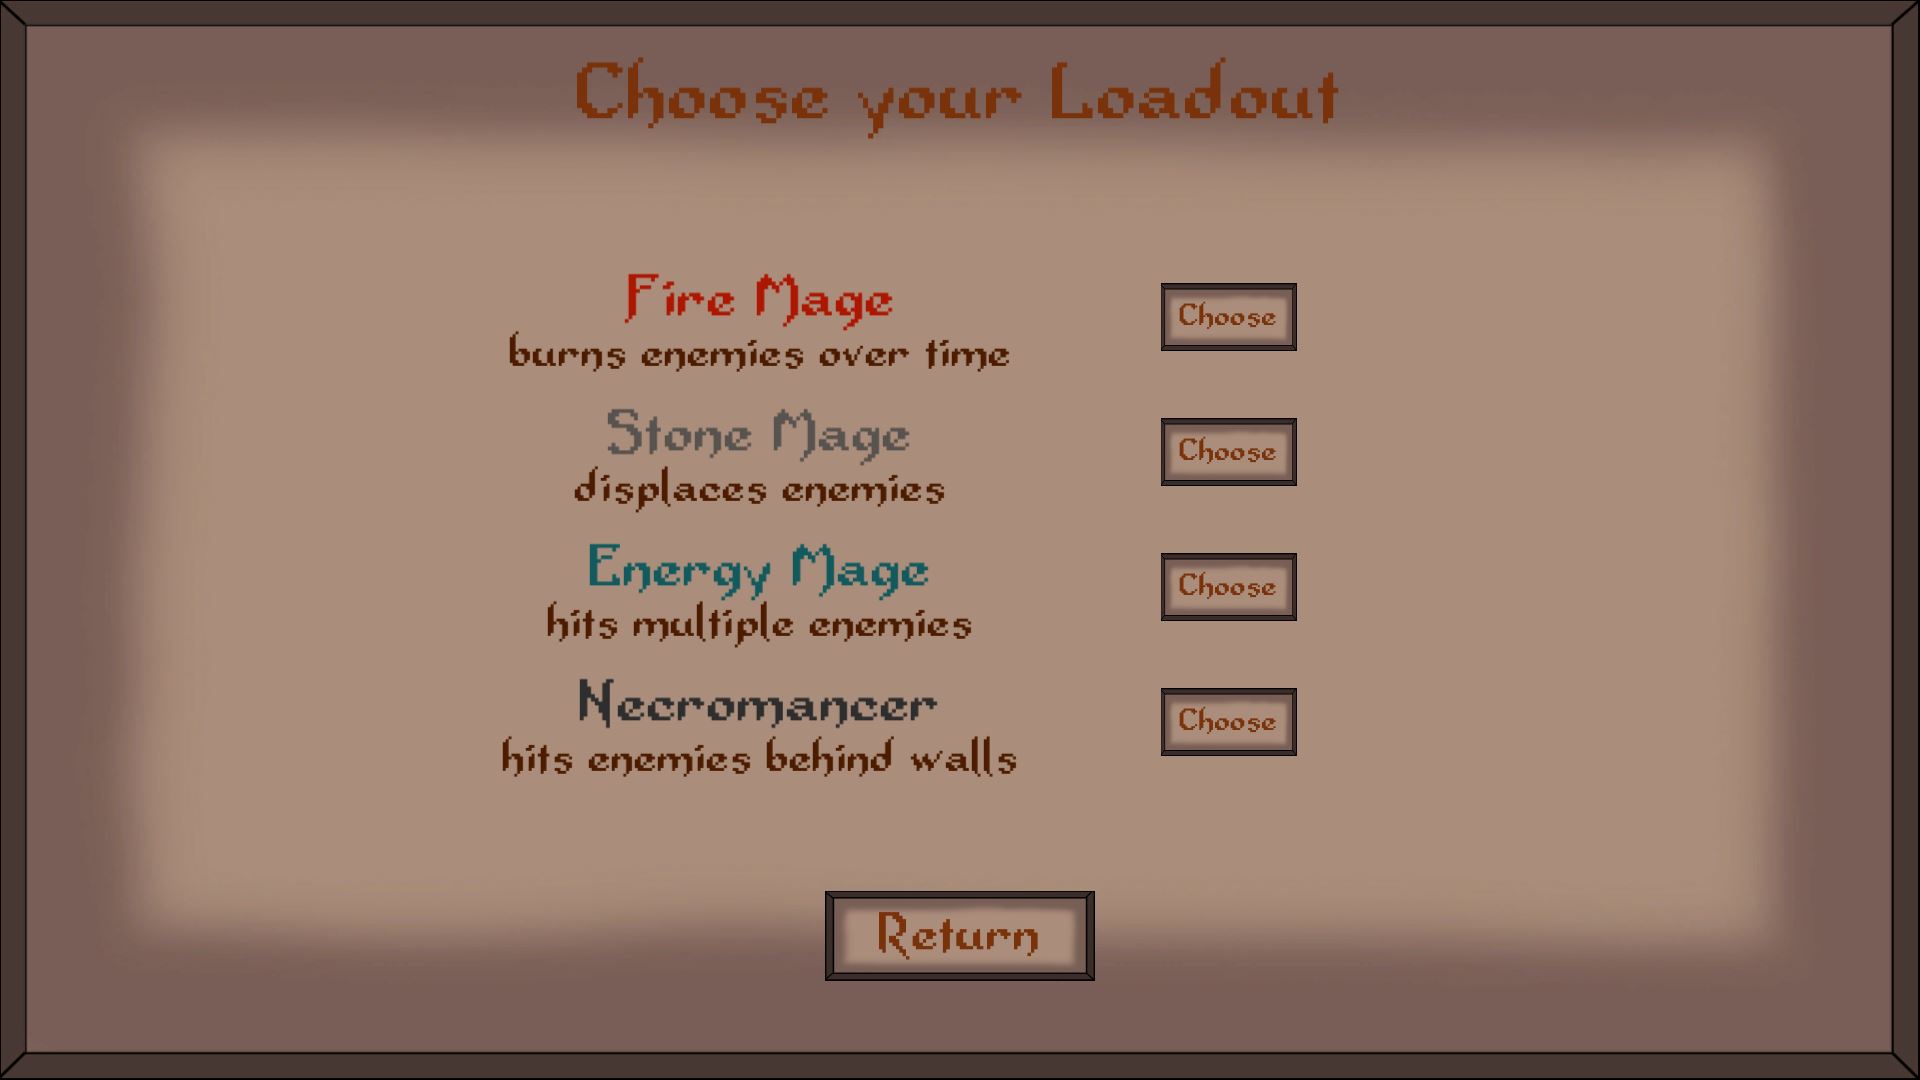 Choose your Loadout
Fire Mage
burns enemies over time
Choose
Stone Mage
displaces enemies
Choose
Energy Mage
hits multiple enemies
Choose
Necromancer
hits enemies behind walls
Choose
Return